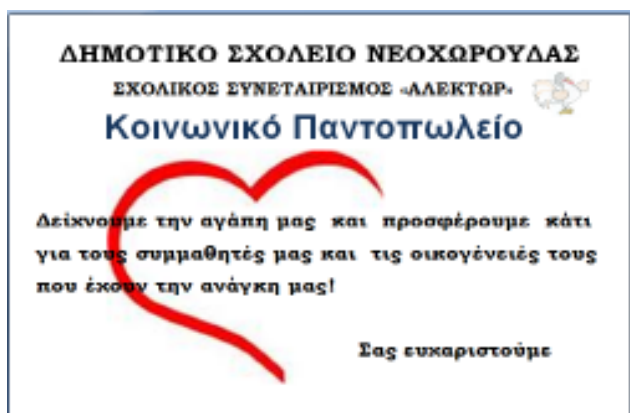 ΔΗΜΟΤΙΚΟ ΣΧΟΛΕΙΟ ΝΕΟΧΩΡΟΥΔΑΣ
ΣΧΟΛΙΚΟΣ ΣΥΝΕΤΑΙΡΙΣΜΟΣ «ΑΛΕΚΤΩΡ»
Κοινωνικό Παντοπωλείο
Δείχνουμε την αγάπη μας και προσφέρουμε κάτι
για τους συμμαθητές μας και τις οικογένειές τους
που έχουν την ανάγκη μας!
Σας ευχαριστούμε